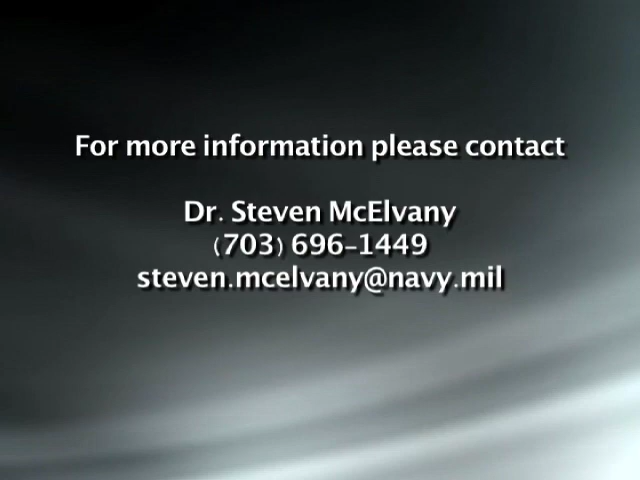 For more information please contact
Dr. Steven McElvany
(703) 696-1449
steven.mcelvany@navy.mil